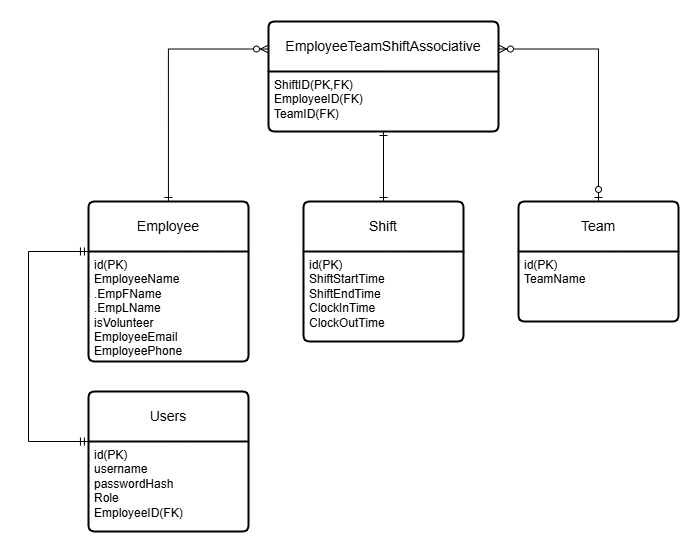 EmployeeTeamShiftAssociative
ShiftID(PK,FK)
EmployeeID(FK)
TeamID(FK)
Employee
id(PK)
EmployeeName
.EmpFName
.EmpLName
isVolunteer
EmployeeEmail
EmployeePhone
Shift
id(PK)
ShiftStartTime
ShiftEndTime
ClockInTime
ClockOutTime
Team
id(PK)
TeamName
Users
id(PK)
username
passwordHash
Role
EmployeeID(FK)